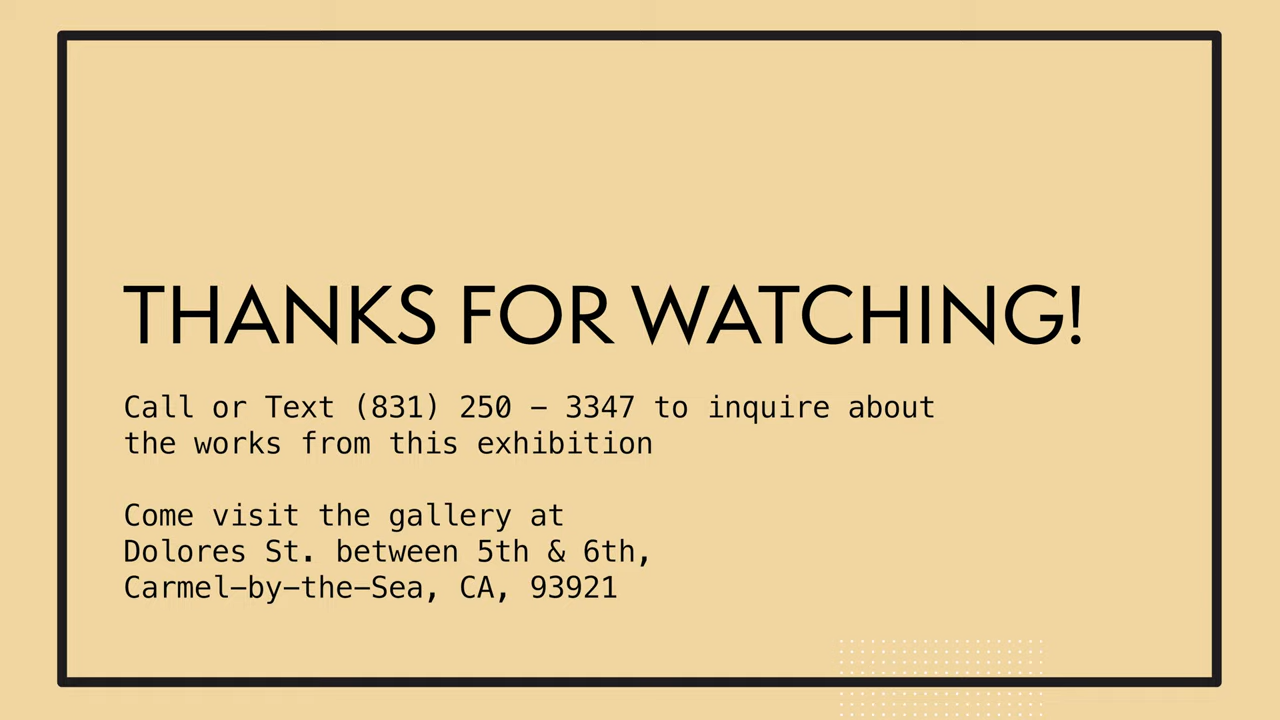 THANKS FOR WATCHING!
Call or Text (831) 250 – 3347 to inquire about
the works from this exhibition
Come visit the gallery at
Dolores St. between 5th & 6th,
Carmel-by-the-Sea, CA, 93921